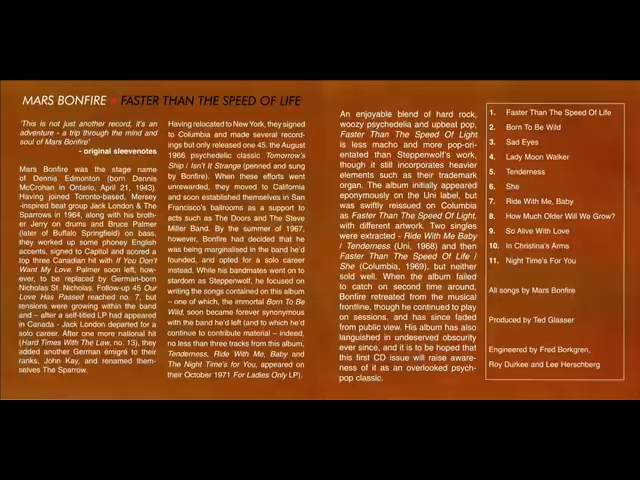 MARS BONFIRE • FASTER THAN THE SPEED OF LIFE
'This is not just another record, it's an
adventure - a trip through the mind and
soul of Mars Bonfire'
- original sleevenotes
Mars Bonfire was the stage name
of Dennis Edmonton (born Dennis
McCrohan in Ontario, April 21, 1943).
Having joined Toronto-based, Mersey
-inspired beat group Jack London & The
Sparrows in 1964, along with his broth-
er Jerry on drums and Bruce Palmer
(later of Buffalo Springfield) on bass,
they worked up some phoney English
accents, signed to Capitol and scored a
top three Canadian hit with If You Don't
Want My Love. Palmer soon left, how-
ever, to be replaced by German-born
Nicholas St. Nicholas. Follow-up 45 Our
Love Has Passed reached no. 7, but
tensions were growing within the band
and – after a self-titled LP had appeared
in Canada - Jack London departed for a
solo career. After one more national hit
(Hard Times With The Law, no. 13), they
added another German émigré to their
ranks, John Kay, and renamed them-
selves The Sparrow.
Having relocated to New York, they signed
to Columbia and made several record-
ings but only released one 45. the August
1966 psychedelic classic Tomorrow's
Ship / Isn't It Strange (penned and sung
by Bonfire). When these efforts went
unrewarded, they moved to California
and soon established themselves in San
Francisco's ballrooms as a support to
acts such as The Doors and The Steve
Miller Band. By the summer of 1967,
however, Bonfire had decided that he
was being marginalised in the band he'd
founded, and opted for a solo career
instead. While his bandmates went on to
stardom as Steppenwolf, he focused on
writing the songs contained on this album
– one of which, the immortal Born To Be
Wild, soon became forever synonymous
with the band he'd left (and to which he'd
continue to contribute material – indeed,
no less than three tracks from this album,
Tenderness, Ride With Me, Baby and
The Night Time's for You, appeared on
their October 1971 For Ladies Only LP).
An enjoyable blend of hard rock,
woozy psychedelia and upbeat pop,
Faster Than The Speed Of Light
is less macho and more pop-ori-
entated than Steppenwolf's work,
though it still incorporates heavier
elements such as their trademark
organ. The album initially appeared
eponymously on the Uni label, but
was swiftly reissued on Columbia
as Faster Than The Speed Of Light,
with different artwork. Two singles
were extracted - Ride With Me Baby
/ Tenderness (Uni, 1968) and then
Faster Than The Speed Of Life /
She (Columbia, 1969), but neither
sold well. When the album failed
to catch on second time around,
Bonfire retreated from the musical
frontline, though he continued to play
on sessions, and has since faded
from public view. His album has also
languished in undeserved obscurity
ever since, and it is to be hoped that
this first CD issue will raise aware-
ness of it as an overlooked psych-
pop classic.
1. Faster Than The Speed Of Life
2. Born To Be Wild
3. Sad Eyes
4. Lady Moon Walker
5. Tenderness
6. She
7. Ride With Me, Baby
8. How Much Older Will We Grow?
9. So Alive With Love
10. In Christina's Arms
11. Night Time's For You
All songs by Mars Bonfire
Produced by Ted Glasser
Engineered by Fred Borkgren,
Roy Durkee and Lee Herschberg